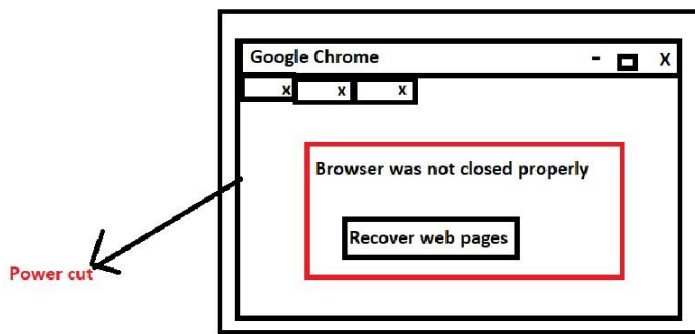 Google Chrome - X
x x x
Browser was not closed properly
Recover web pages
Power cut